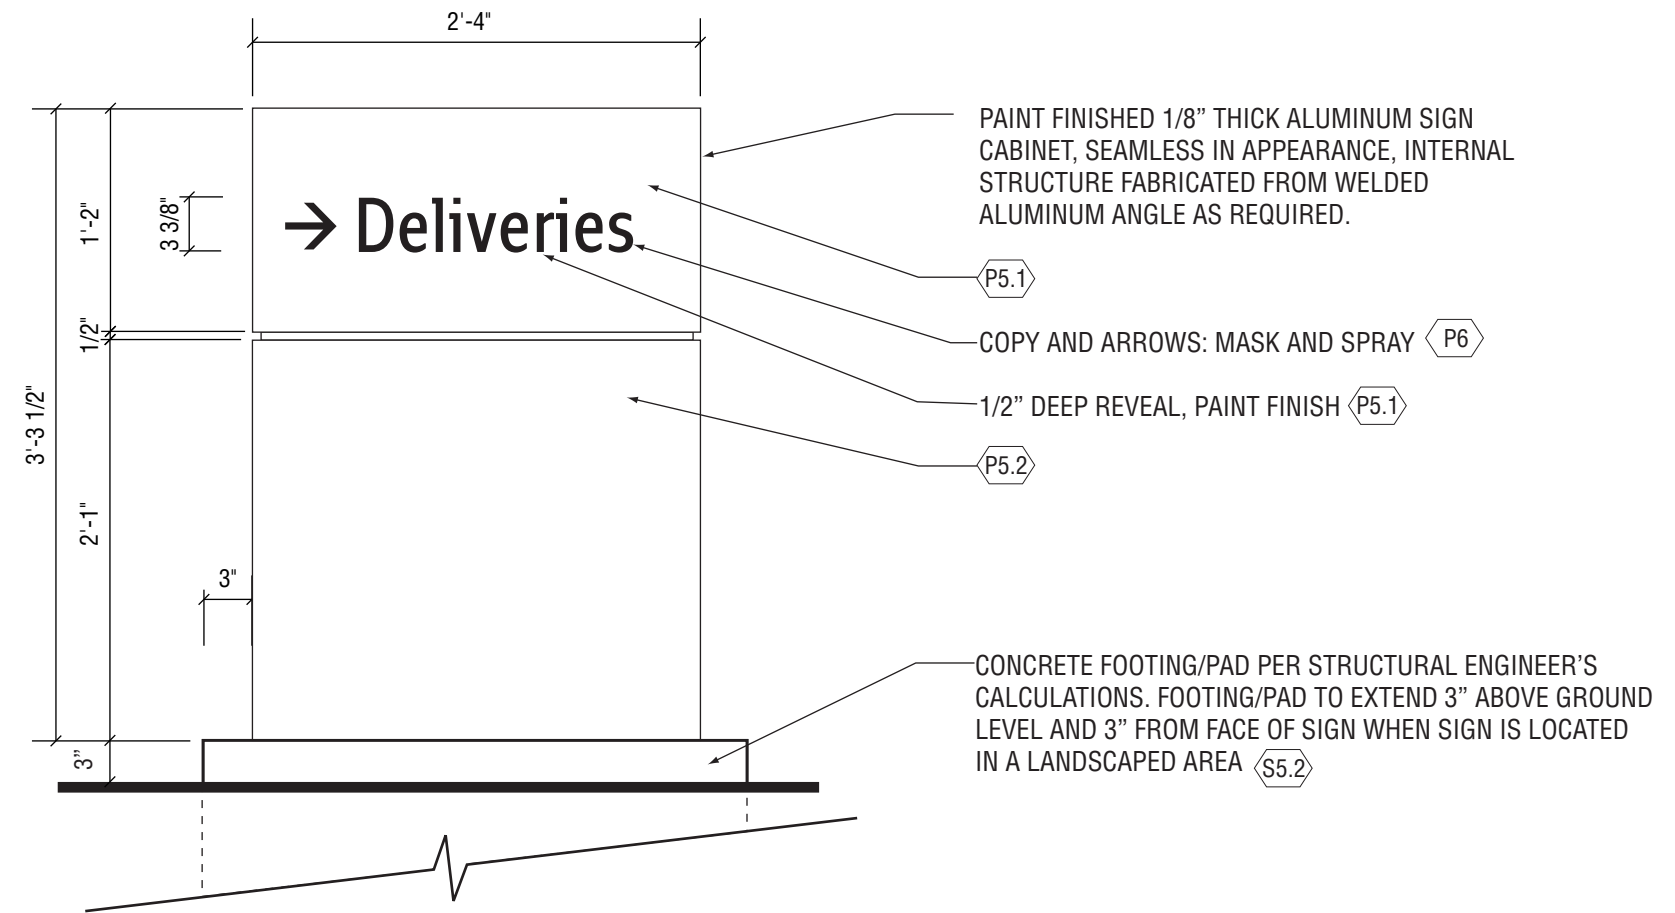 2'-4"
PAINT FINISHED 1/8” THICK ALUMINUM SIGN
CABINET, SEAMLESS IN APPEARANCE, INTERNAL
STRUCTURE FABRICATED FROM WELDED
ALUMINUM ANGLE AS REQUIRED.
1'-2"
3 3/8"
→ Deliveries
P5.1
1/2"
COPY AND ARROWS: MASK AND SPRAY P6
1/2” DEEP REVEAL, PAINT FINISH P5.1
3'-3 1/2"
P5.2
2'-1"
3"
CONCRETE FOOTING/PAD PER STRUCTURAL ENGINEER’S
CALCULATIONS. FOOTING/PAD TO EXTEND 3” ABOVE GROUND
LEVEL AND 3” FROM FACE OF SIGN WHEN SIGN IS LOCATED
IN A LANDSCAPED AREA S5.2
3”